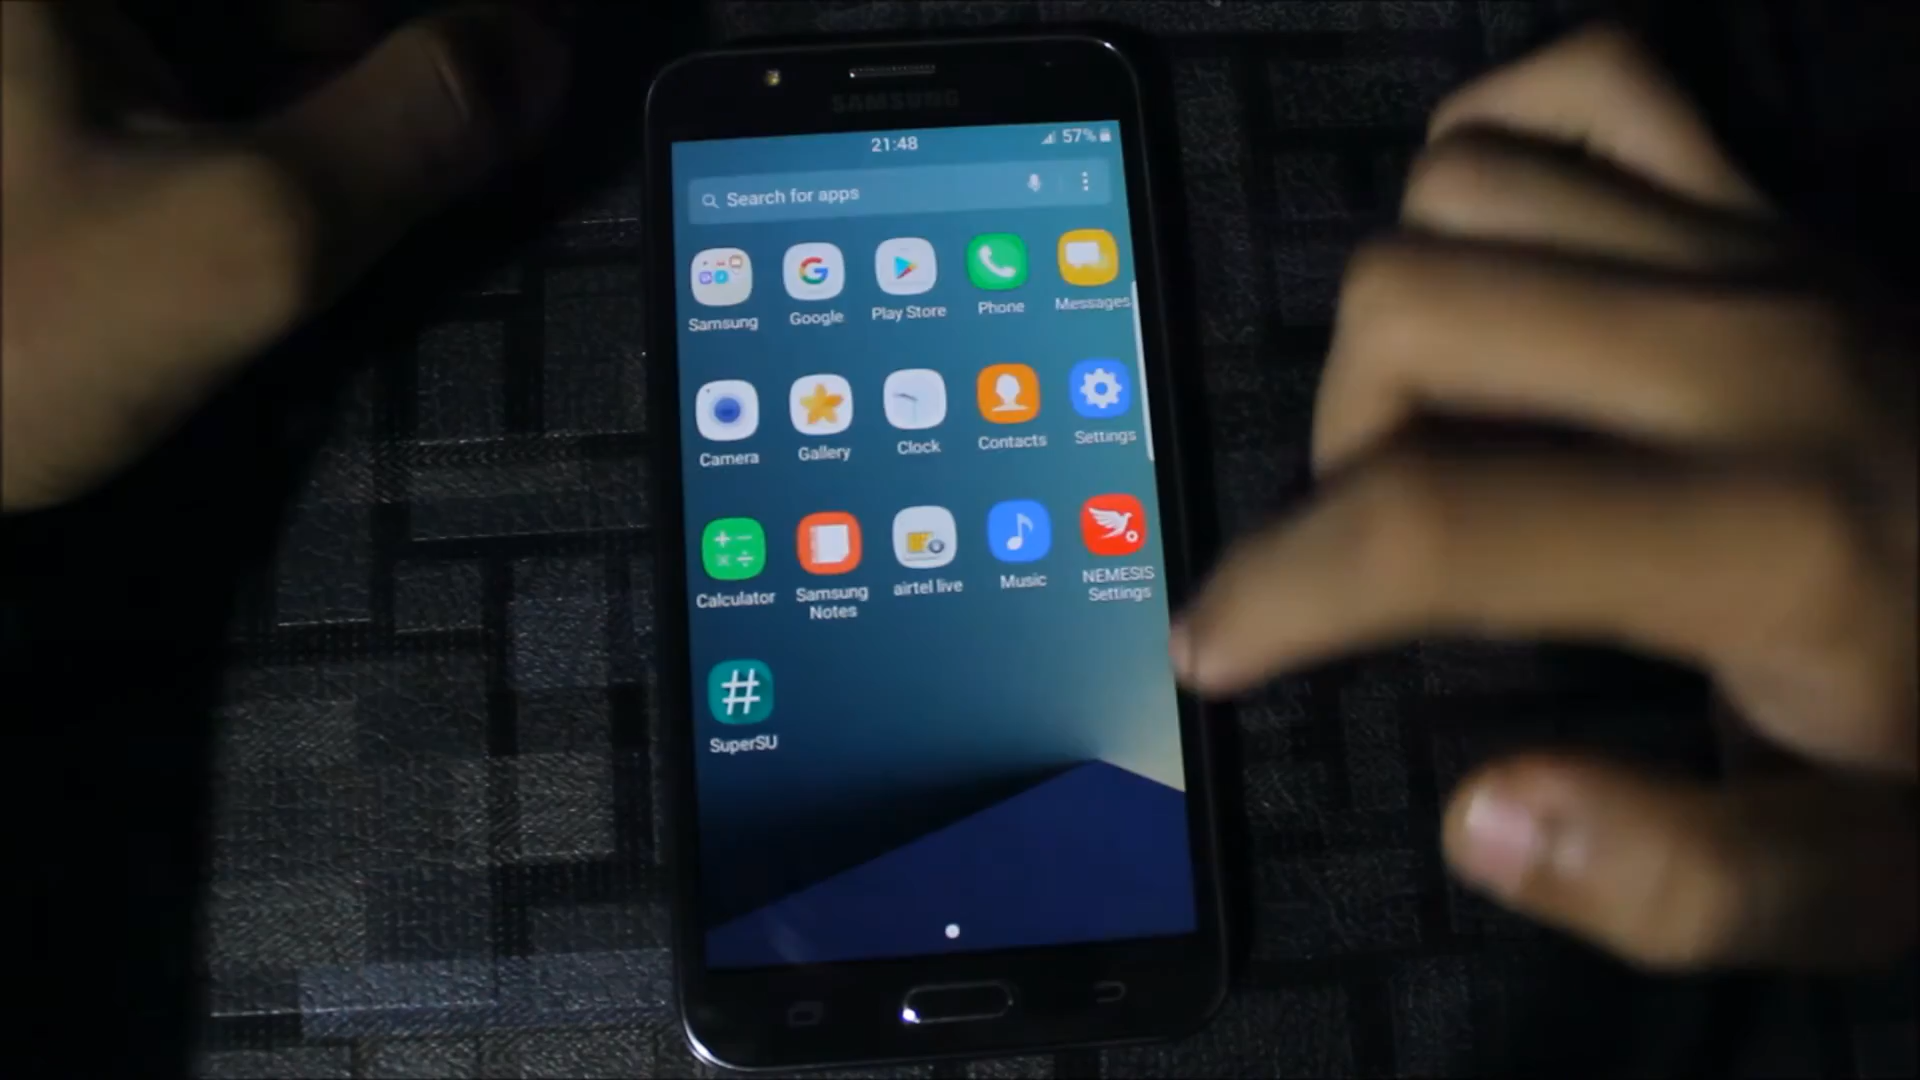 SAMSUNG
21:48
57%
Search for apps
Samsung
Google
Play Store
Phone
Messages
Camera
Gallery
Clock
Contacts
Settings
Calculator
Samsung
Notes
airtel live
Music
NEMESIS
Settings
#
SuperSU